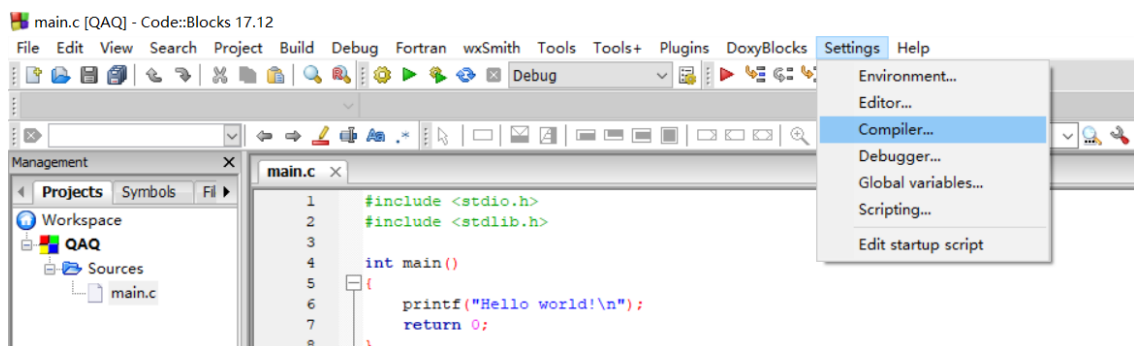 main.c [QAQ] - Code::Blocks 17.12
File Edit View Search Project Build Debug Fortran wxSmith Tools Tools+ Plugins DoxyBlocks Settings Help
Debug
Environment...
Editor...
Compiler...
Debugger...
Global variables...
Scripting...
Edit startup script
Management
Projects Symbols
Workspace
QAQ
Sources
main.c
main.c
1 #include <stdio.h>
2 #include <stdlib.h>
3
4 int main()
5 {
6 printf("Hello world!\n");
7 return 0;
8 }